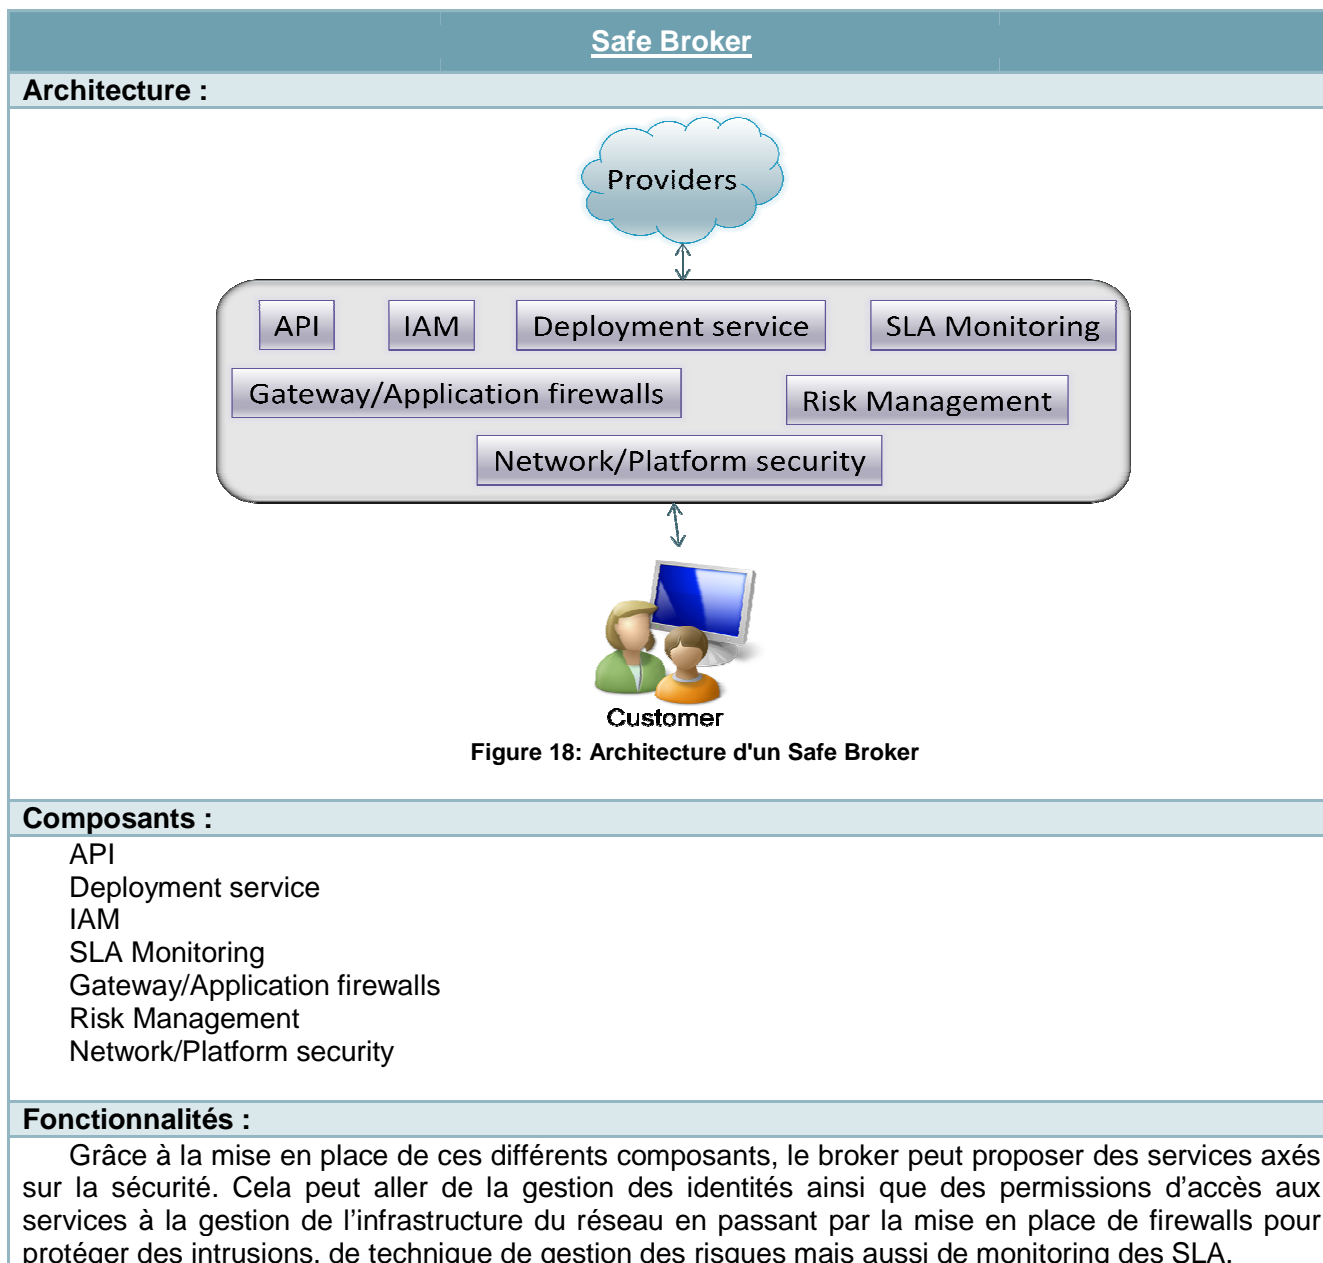 Safe Broker
Architecture :
Providers
API IAM Deployment service SLA Monitoring
Gateway/Application firewalls Risk Management
Network/Platform security
Customer
Figure 18: Architecture d'un Safe Broker
Composants :
API
Deployment service
IAM
SLA Monitoring
Gateway/Application firewalls
Risk Management
Network/Platform security
Fonctionnalités :
Grâce à la mise en place de ces différents composants, le broker peut proposer des services axés
sur la sécurité. Cela peut aller de la gestion des identités ainsi que des permissions d’accès aux
services à la gestion de l’infrastructure du réseau en passant par la mise en place de firewalls pour
protéger des intrusions, de technique de gestion des risques mais aussi de monitoring des SLA.